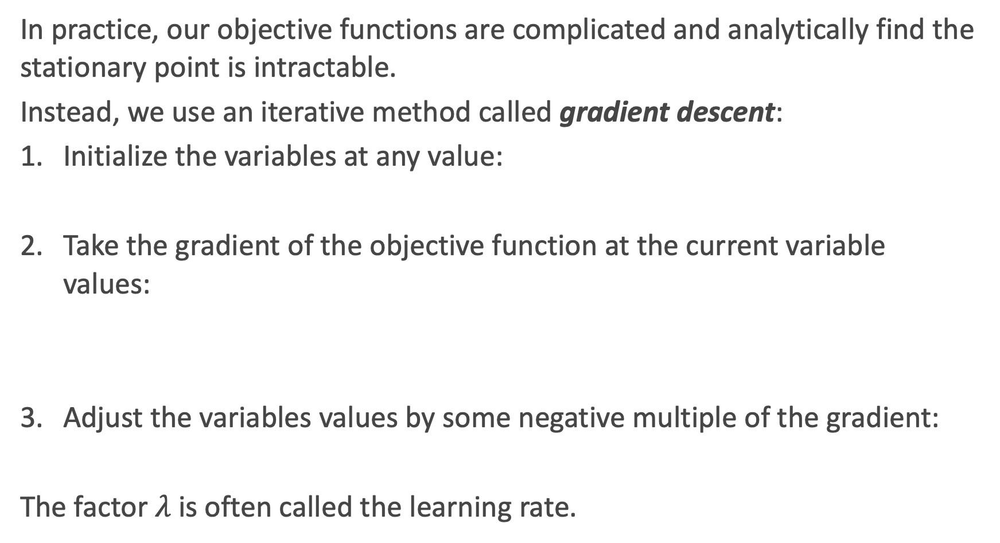 In practice, our objective functions are complicated and analytically find the
stationary point is intractable.
Instead, we use an iterative method called gradient descent:
1. Initialize the variables at any value:
2. Take the gradient of the objective function at the current variable
values:
3. Adjust the variables values by some negative multiple of the gradient:
The factor λ is often called the learning rate.